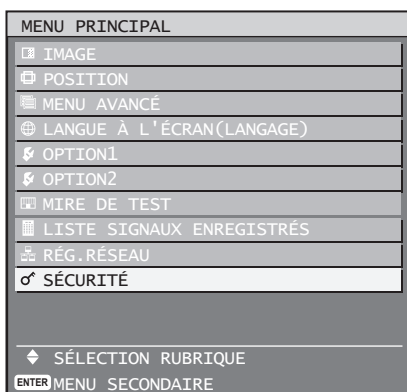 MENU PRINCIPAL
IMAGE
POSITION
MENU AVANCÉ
LANGUE À L'ÉCRAN(LANGAGE)
OPTION1
OPTION2
MIRE DE TEST
LISTE SIGNAUX ENREGISTRÉS
RÉG.RÉSEAU
SÉCURITÉ
SÉLECTION RUBRIQUE
ENTER MENU SECONDAIRE